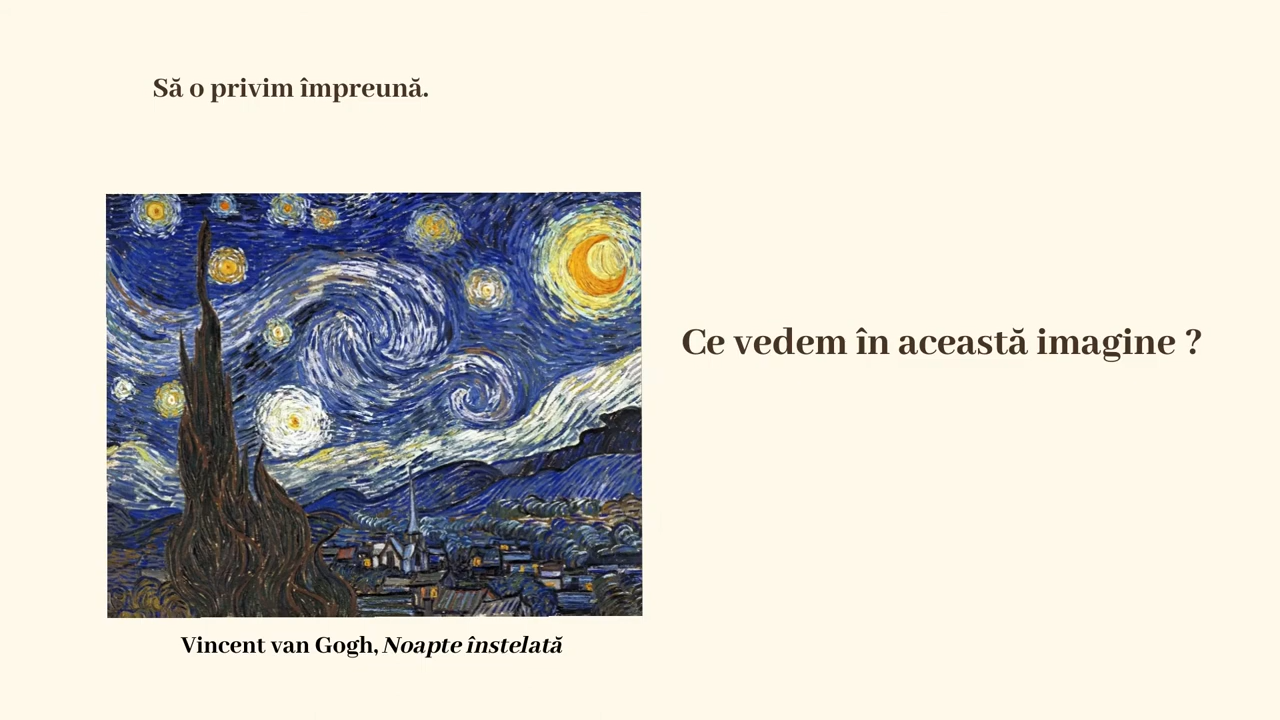 Să o privim împreună.
Ce vedem în această imagine ?
Vincent van Gogh, Noapte înstelată